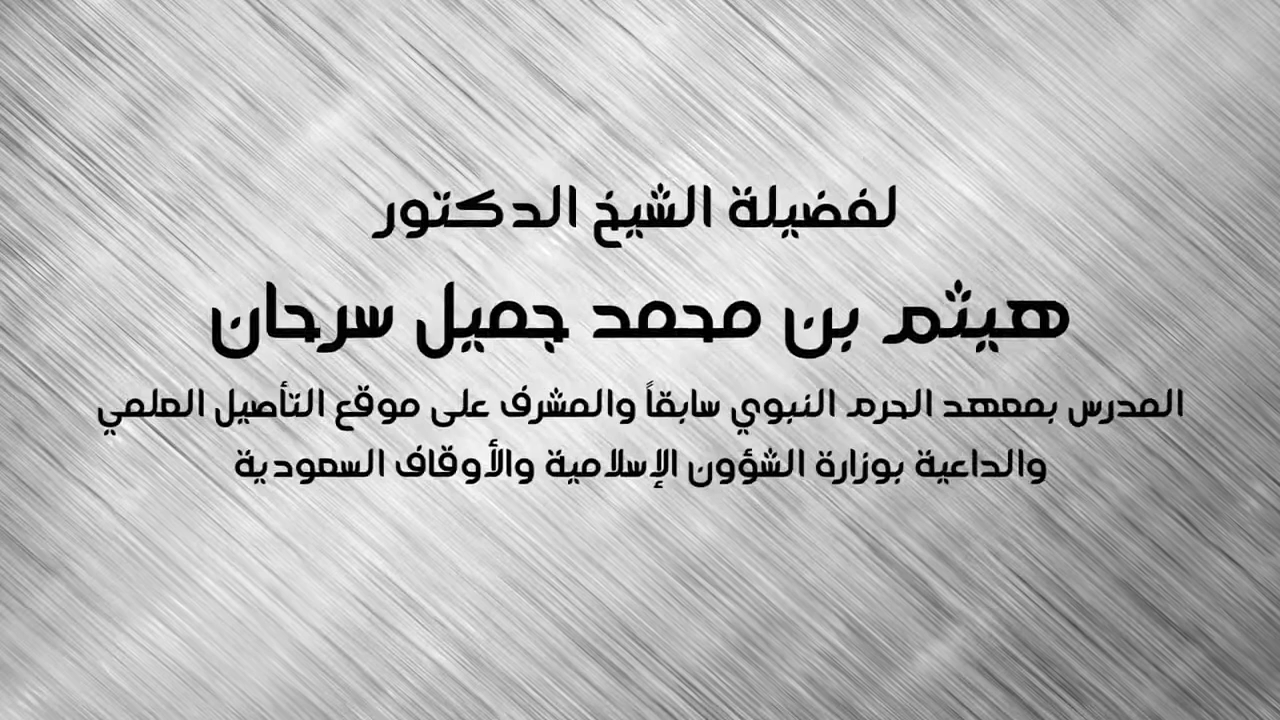 لفضيلة الشيخ الدكتور
هيثم بن محمد جميل سرحان
المدرس بمعهد الحرم النبوي سابقاً والمشرف على موقع التأصيل العلمي
والداعية بوزارة الشؤون الإسلامية والأوقاف السعودية